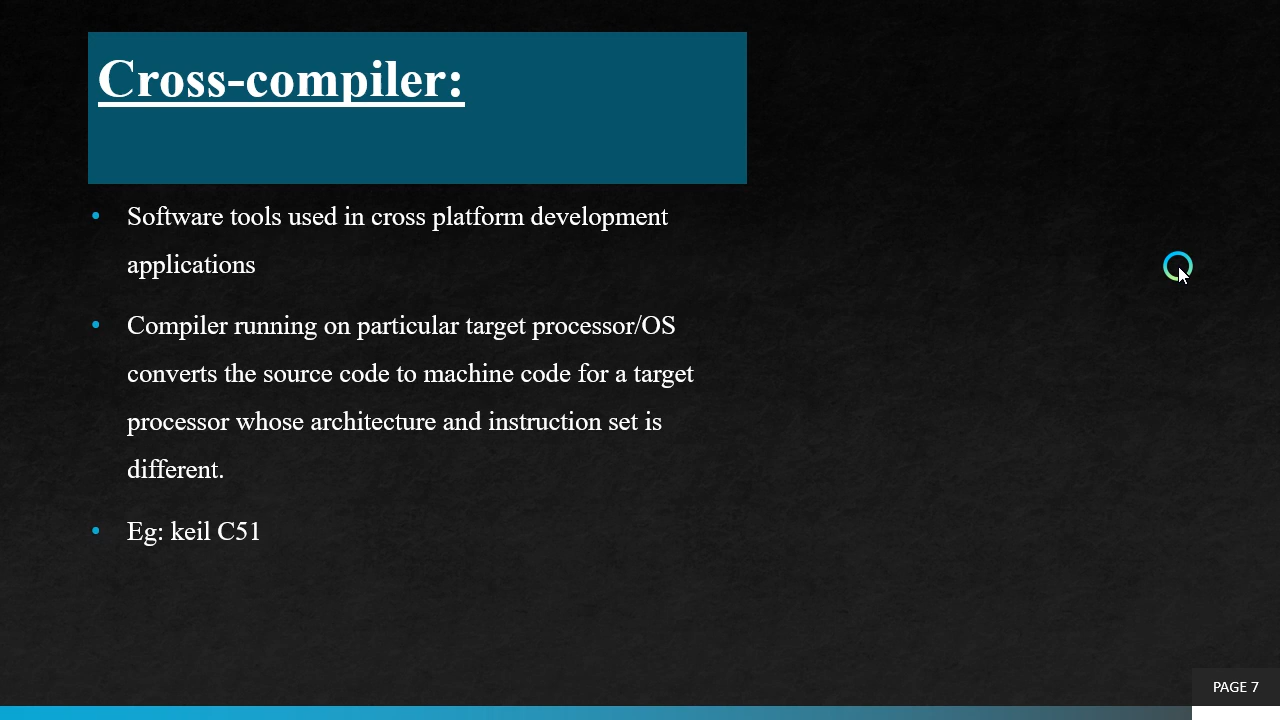 Cross-compiler:
• Software tools used in cross platform development
applications
• Compiler running on particular target processor/OS
converts the source code to machine code for a target
processor whose architecture and instruction set is
different.
• Eg: keil C51
PAGE 7